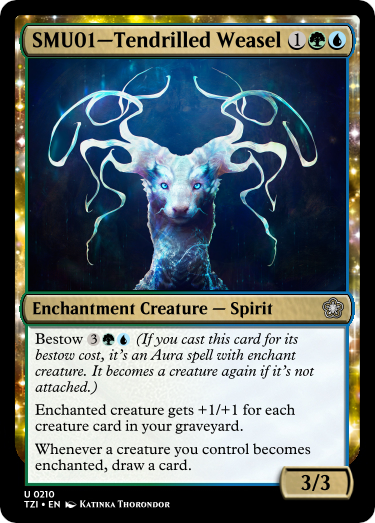 SMU01—Tendrilled Weasel 1
Enchantment Creature — Spirit
Bestow 3 (If you cast this card for its
bestow cost, it's an Aura spell with enchant
creature. It becomes a creature again if it's not
attached.)
Enchanted creature gets +1/+1 for each
creature card in your graveyard.
Whenever a creature you control becomes
enchanted, draw a card.
3/3
U 0210
TZI • EN Katinka Thorondor